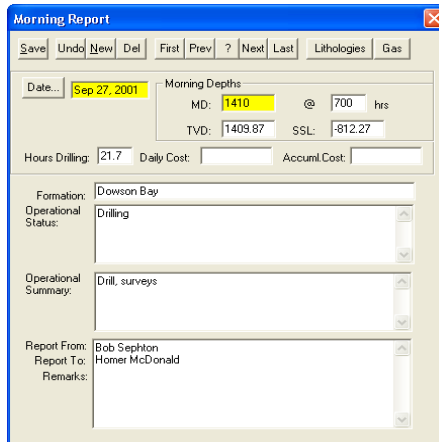 Morning Report
Save Undo New Del First Prev ? Next Last Lithologies Gas
Date... Sep 27, 2001
Morning Depths
MD: 1410 @ 700 hrs
TVD: 1409.87 SSL: -812.27
Hours Drilling: 21.7 Daily Cost: Accuml.Cost:
Formation: Dowson Bay
Operational Status: Drilling
Operational Summary: Drill, surveys
Report From: Bob Sephton
Report To: Homer McDonald
Remarks: